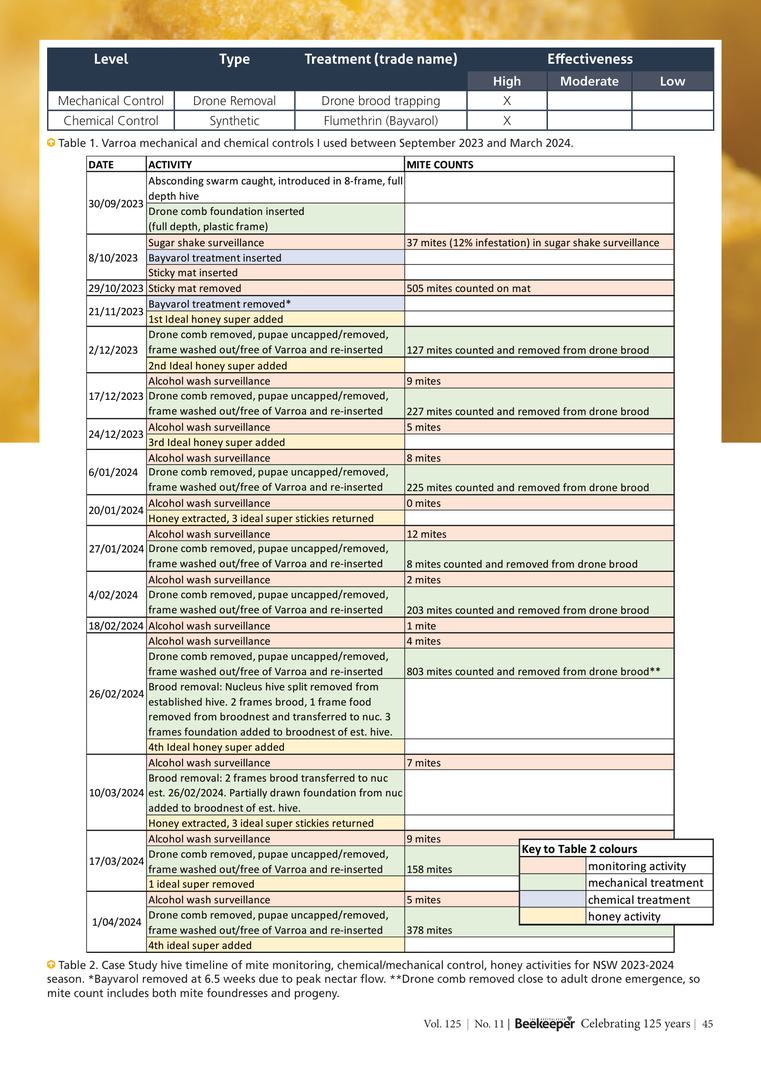 Level Type Treatment (trade name) Effectiveness
High Moderate Low
Mechanical Control Drone Removal Drone brood trapping X
Chemical Control Synthetic Flumethrin (Bayvarol) X
Table 1. Varroa mechanical and chemical controls I used between September 2023 and March 2024.
DATE ACTIVITY MITE COUNTS
30/09/2023
Absconding swarm caught, introduced in 8-frame, full
depth hive
Drone comb foundation inserted
(full depth, plastic frame)
8/10/2023
Sugar shake surveillance 37 mites (12% infestation) in sugar shake surveillance
Bayvarol treatment inserted
Sticky mat inserted
29/10/2023 Sticky mat removed 505 mites counted on mat
21/11/2023
Bayvarol treatment removed*
1st Ideal honey super added
2/12/2023
Drone comb removed, pupae uncapped/removed,
frame washed out/free of Varroa and re-inserted 127 mites counted and removed from drone brood
2nd Ideal honey super added
17/12/2023
Alcohol wash surveillance 9 mites
Drone comb removed, pupae uncapped/removed,
frame washed out/free of Varroa and re-inserted 227 mites counted and removed from drone brood
24/12/2023
Alcohol wash surveillance 5 mites
3rd Ideal honey super added
6/01/2024
Alcohol wash surveillance 8 mites
Drone comb removed, pupae uncapped/removed,
frame washed out/free of Varroa and re-inserted 225 mites counted and removed from drone brood
20/01/2024
Alcohol wash surveillance 0 mites
Honey extracted, 3 ideal super stickies returned
27/01/2024
Alcohol wash surveillance 12 mites
Drone comb removed, pupae uncapped/removed,
frame washed out/free of Varroa and re-inserted 8 mites counted and removed from drone brood
4/02/2024
Alcohol wash surveillance 2 mites
Drone comb removed, pupae uncapped/removed,
frame washed out/free of Varroa and re-inserted 203 mites counted and removed from drone brood
18/02/2024 Alcohol wash surveillance 1 mite
26/02/2024
Alcohol wash surveillance 4 mites
Drone comb removed, pupae uncapped/removed,
frame washed out/free of Varroa and re-inserted 803 mites counted and removed from drone brood**
Brood removal: Nucleus hive split removed from
established hive. 2 frames brood, 1 frame food
removed from broodnest and transferred to nuc. 3
frames foundation added to broodnest of est. hive.
4th Ideal honey super added
10/03/2024
Alcohol wash surveillance 7 mites
Brood removal: 2 frames brood transferred to nuc
est. 26/02/2024. Partially drawn foundation from nuc
added to broodnest of est. hive.
Honey extracted, 3 ideal super stickies returned
17/03/2024
Alcohol wash surveillance 9 mites
Drone comb removed, pupae uncapped/removed,
frame washed out/free of Varroa and re-inserted 158 mites
1 ideal super removed
1/04/2024
Alcohol wash surveillance 5 mites
Drone comb removed, pupae uncapped/removed,
frame washed out/free of Varroa and re-inserted 378 mites
4th ideal super added
Key to Table 2 colours
monitoring activity
mechanical treatment
chemical treatment
honey activity
Table 2. Case Study hive timeline of mite monitoring, chemical/mechanical control, honey activities for NSW 2023-2024
season. *Bayvarol removed at 6.5 weeks due to peak nectar flow. **Drone comb removed close to adult drone emergence, so
mite count includes both mite foundresses and progeny.
Vol. 125 | No. 11 | Beekeeper Celebrating 125 years | 45